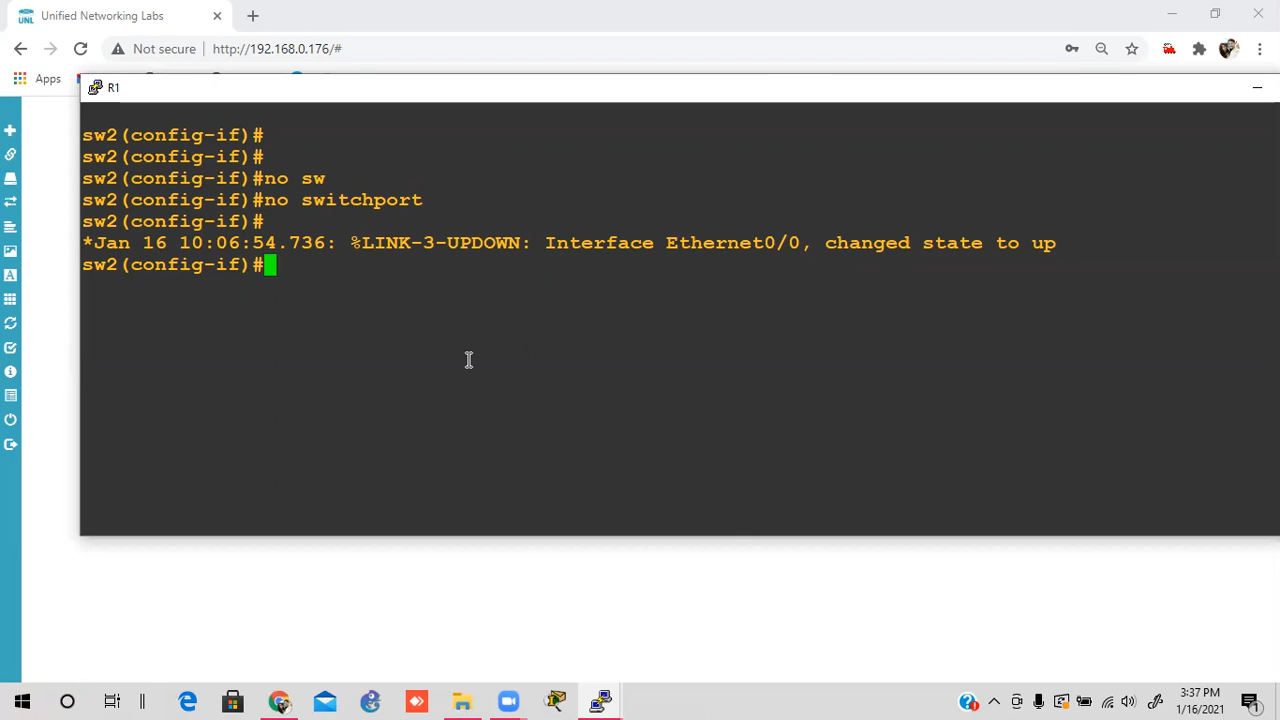 Unified Networking Labs
Not secure
http://192.168.0.176/#
Apps
R1
sw2(config-if)#
sw2(config-if)#
sw2(config-if)#no sw
sw2(config-if)#no switchport
sw2(config-if)#
*Jan 16 10:06:54.736: %LINK-3-UPDOWN: Interface Ethernet0/0, changed state to up
sw2(config-if)#
3:37 PM
1/16/2021